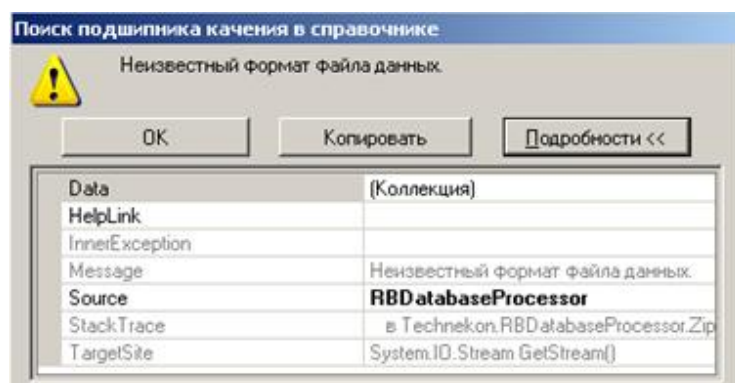 Поиск подшипника качения в справочнике
Неизвестный формат файла данных.
ОК Копировать Подробности <<
Data (Коллекция)
HelpLink
InnerException
Message Неизвестный формат файла данных.
Source RBDatabaseProcessor
StackTrace в Technekon.RBDatabaseProcessor.Zip
TargetSite System.IO.Stream GetStream()